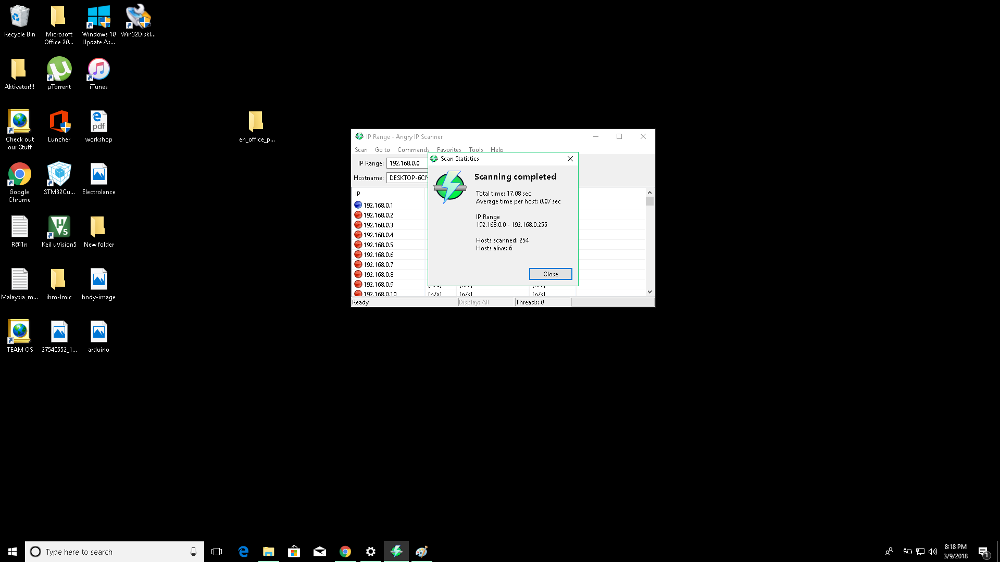 Recycle Bin
Microsoft
Office 20...
Windows 10
Update As...
Win32DiskI...
Aktivator!!!
µTorrent
iTunes
Check out
our Stuff
Luncher
pdf
workshop
en_office_p...
Google
Chrome
STM32Cu...
Electrolance
R@1n
Keil uVision5
New folder
Malaysia_m...
ibm-lmic
body-image
TEAM OS
27540552_1...
arduino
IP Range - Angry IP Scanner
Scan Go to Commands Favorites Tools Help
IP Range: 192.168.0.0
Hostname: DESKTOP-6CN
IP
192.168.0.1
192.168.0.2
192.168.0.3
192.168.0.4
192.168.0.5
192.168.0.6
192.168.0.7
192.168.0.8
192.168.0.9
192.168.0.10 [n/a] [n/s] [n/s]
Ready Display: All Threads: 0
Scan Statistics
Scanning completed
Total time: 17.08 sec
Average time per host: 0.07 sec
IP Range
192.168.0.0 - 192.168.0.255
Hosts scanned: 254
Hosts alive: 6
Close
Type here to search
8:18 PM
3/9/2018
1